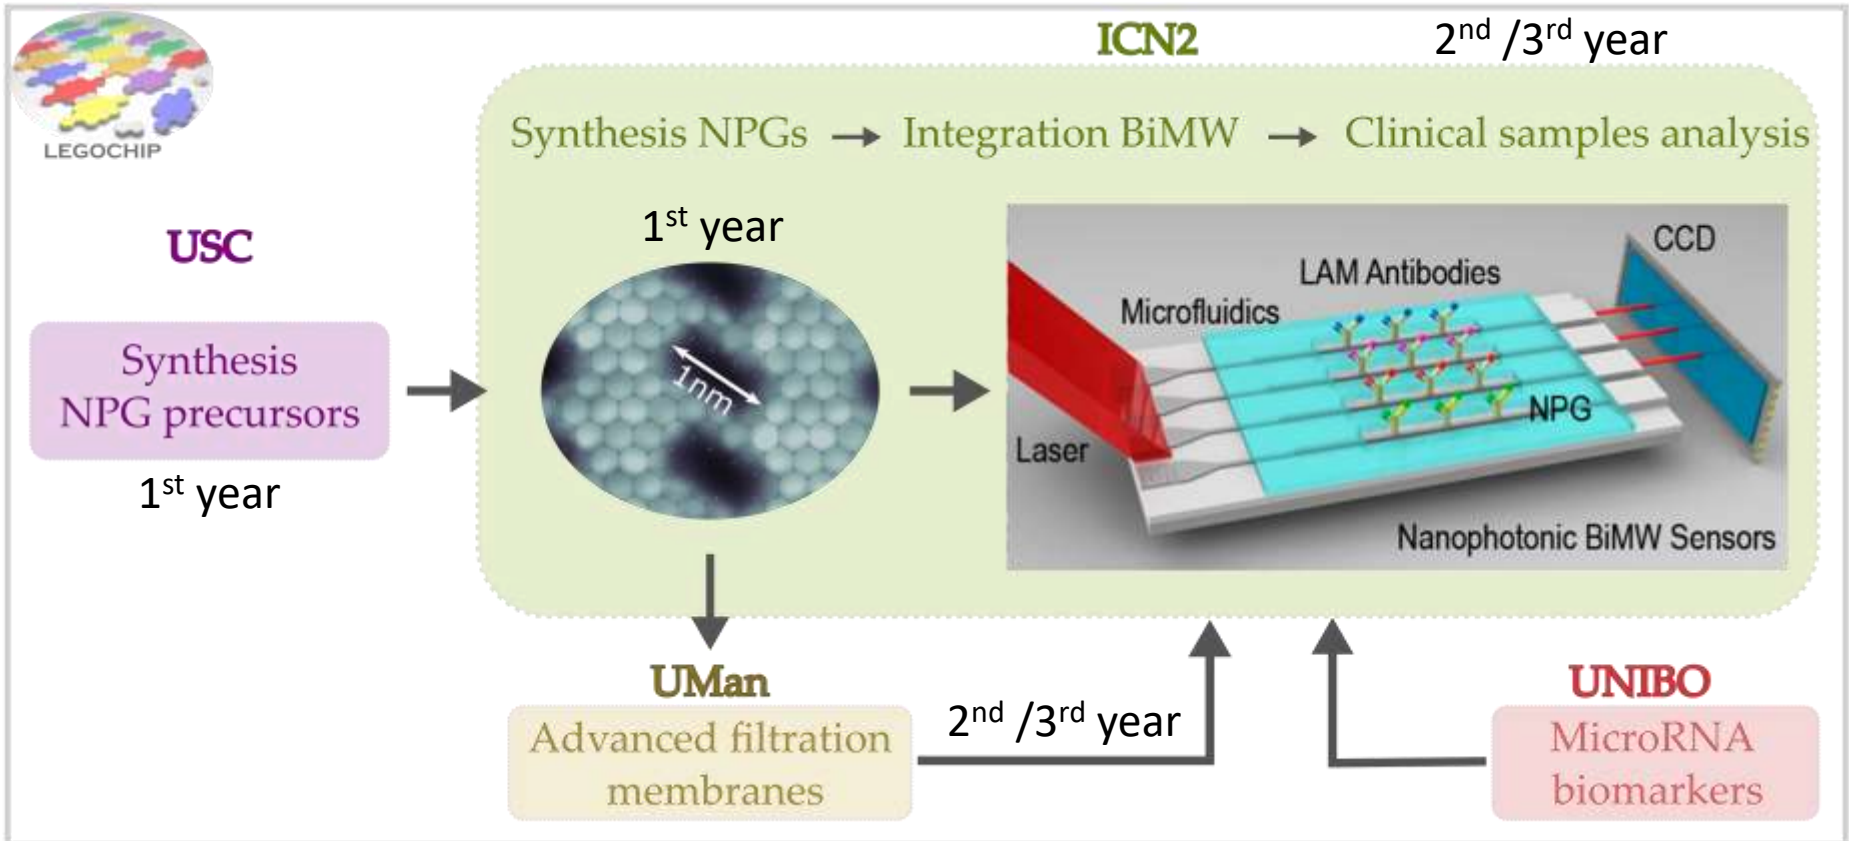 ICN2
2nd /3rd year
LEGOCHIP
Synthesis NPGs → Integration BiMW → Clinical samples analysis
USC
Synthesis
NPG precursors
1st year
1st year
1nm
CCD
LAM Antibodies
Microfluidics
NPG
Laser
Nanophotonic BiMW Sensors
UMan
Advanced filtration
membranes
2nd /3rd year
UNIBO
MicroRNA
biomarkers